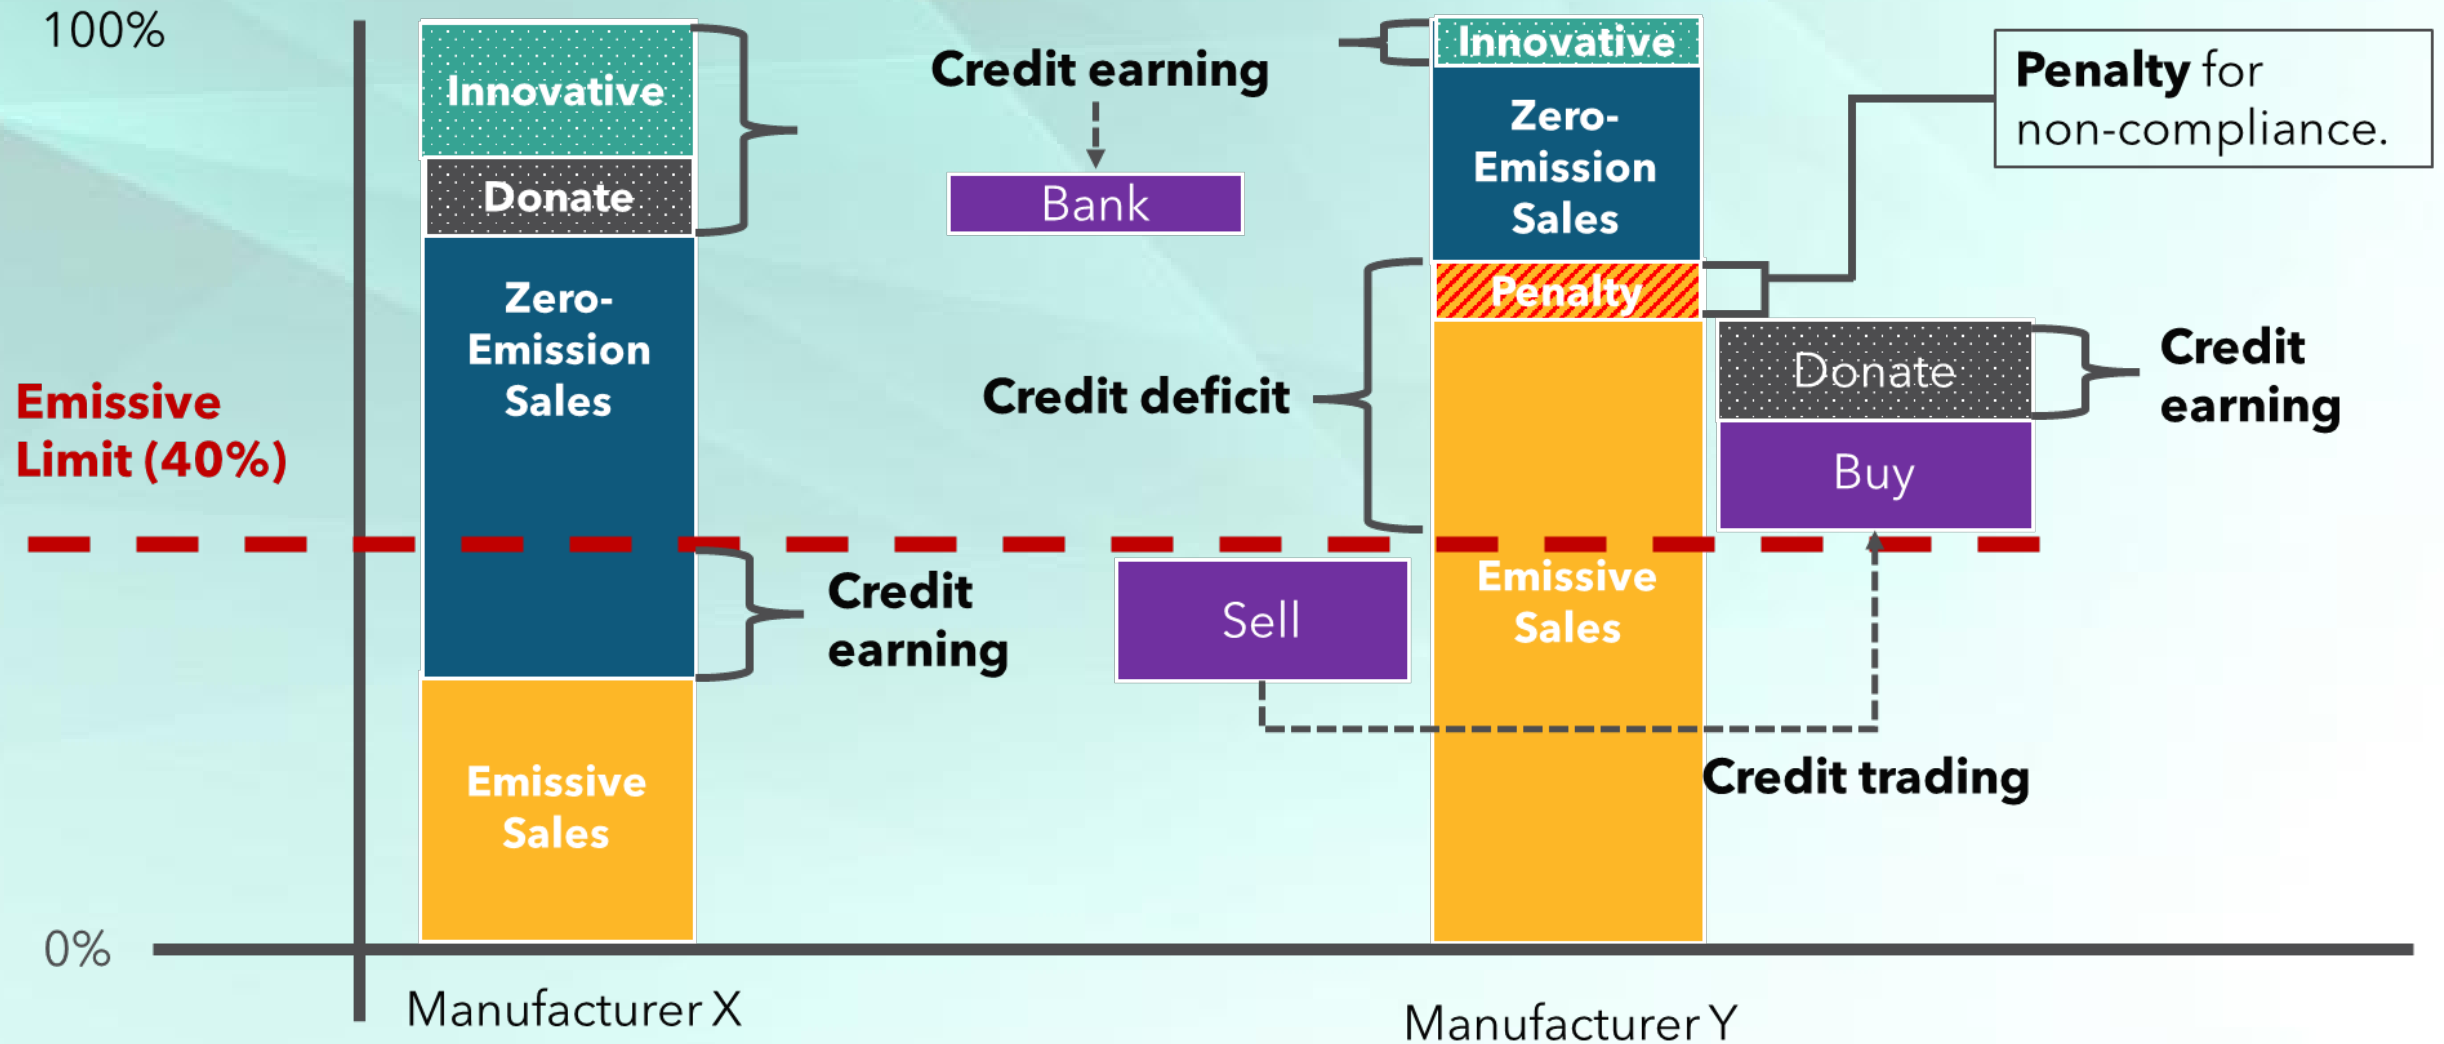 100%
Innovative
Donate
Zero-
Emission
Sales
Emissive
Limit (40%)
Emissive
Sales
0%
Manufacturer X
Credit earning
Bank
Credit
earning
Sell
Credit deficit
Innovative
Zero-
Emission
Sales
Penalty
Emissive
Sales
Manufacturer Y
Penalty for
non-compliance.
Donate
Buy
Credit
earning
Credit trading